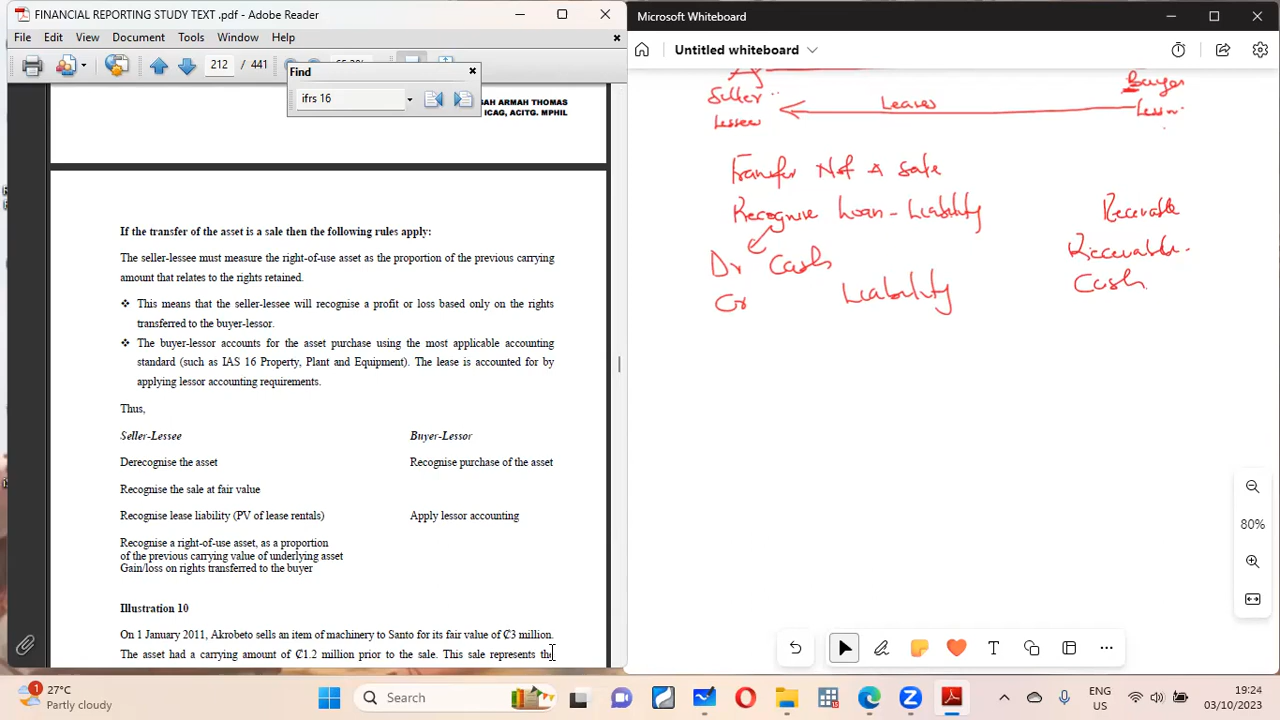 FINANCIAL REPORTING STUDY TEXT .pdf - Adobe Reader
File Edit View Document Tools Window Help
212 / 441
Find
ifrs 16
SAH ARMAH THOMAS
ICAG, ACITG. MPHIL
If the transfer of the asset is a sale then the following rules apply:
The seller-lessee must measure the right-of-use asset as the proportion of the previous carrying
amount that relates to the rights retained.
❖ This means that the seller-lessee will recognise a profit or loss based only on the rights
transferred to the buyer-lessor.
❖ The buyer-lessor accounts for the asset purchase using the most applicable accounting
standard (such as IAS 16 Property, Plant and Equipment). The lease is accounted for by
applying lessor accounting requirements.
Thus,
Seller-Lessee Buyer-Lessor
Derecognise the asset Recognise purchase of the asset
Recognise the sale at fair value
Recognise lease liability (PV of lease rentals) Apply lessor accounting
Recognise a right-of-use asset, as a proportion
of the previous carrying value of underlying asset
Gain/loss on rights transferred to the buyer
Illustration 10
On 1 January 2011, Akrobeto sells an item of machinery to Santo for its fair value of ₵3 million.
The asset had a carrying amount of ₵1.2 million prior to the sale. This sale represents the
Microsoft Whiteboard
Untitled whiteboard
Seller Buyer
Leases
Lessee Lessor
Transfer Not A Sale
Recognise Loan - Liability Receivable
Dr Cash Receivable
Cr Liability Cash
80%
1
27°C
Partly cloudy
Search
ENG
US
19:24
03/10/2023